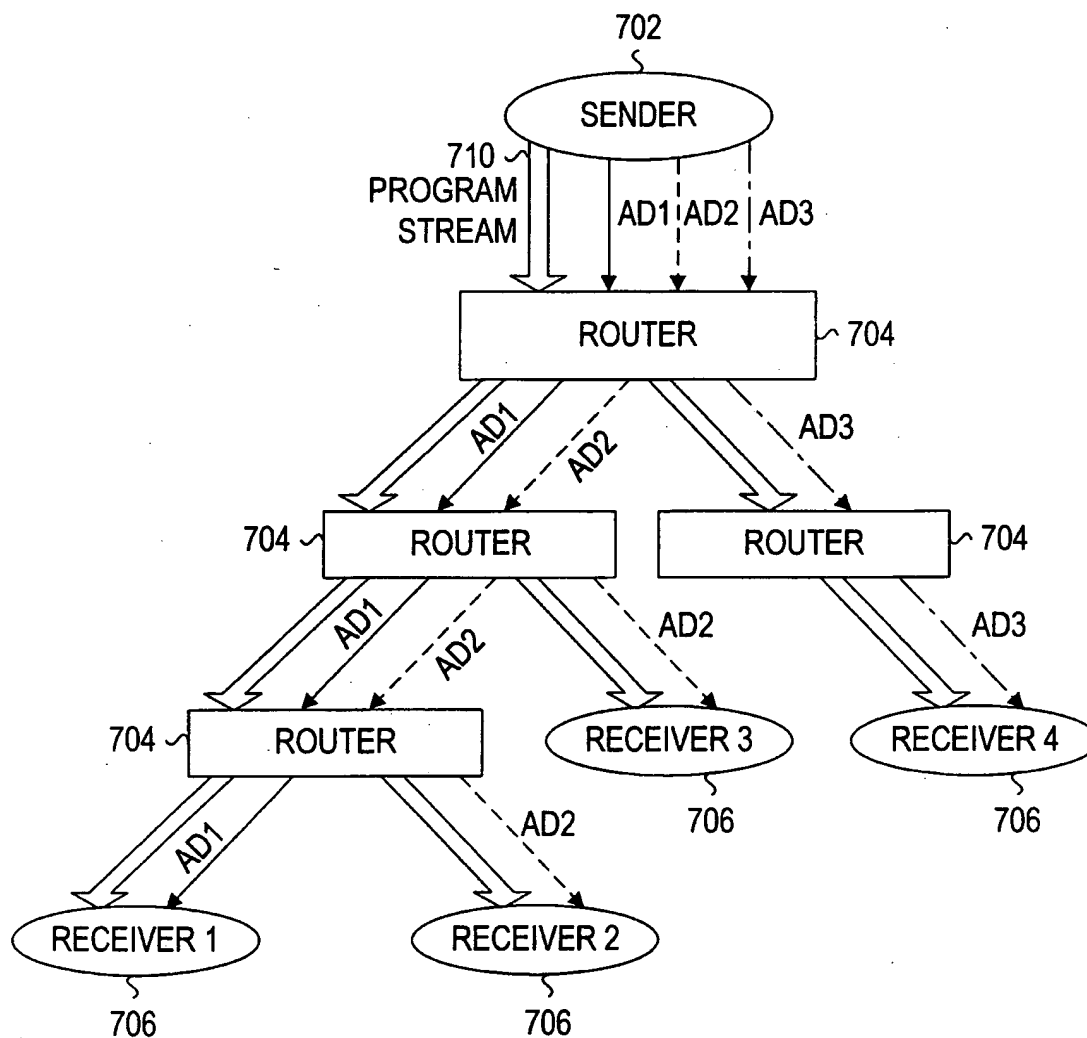 702
SENDER
710
PROGRAM
STREAM
AD1
AD2
AD3
ROUTER
704
AD1
AD2
AD3
704
ROUTER
ROUTER
704
AD1
AD2
AD2
AD3
704
ROUTER
RECEIVER 3
RECEIVER 4
706
706
AD1
AD2
RECEIVER 1
RECEIVER 2
706
706